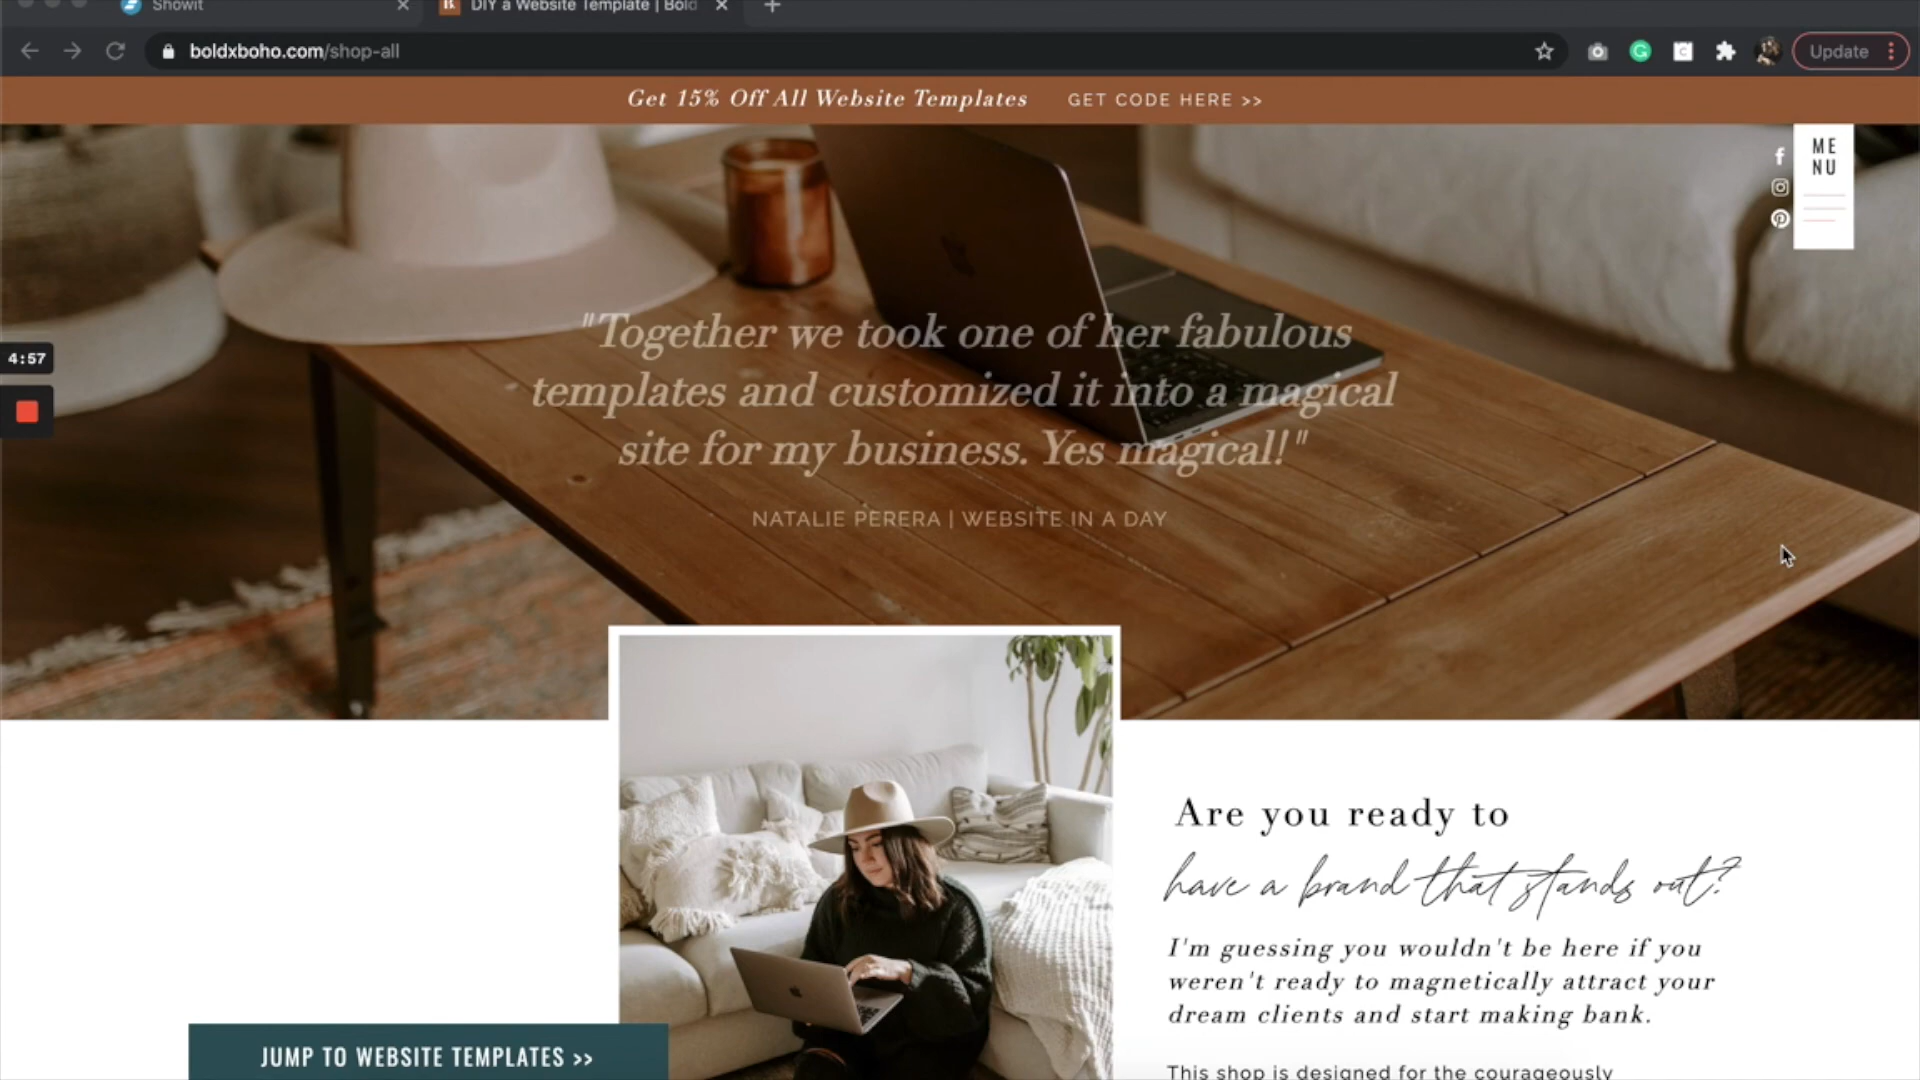 Showit
DIY a Website Template | Bold
boldxboho.com/shop-all
Update
Get 15% Off All Website Templates
GET CODE HERE >>
ME
NU
4:57
"Together we took one of her fabulous
templates and customized it into a magical
site for my business. Yes magical!"
NATALIE PERERA | WEBSITE IN A DAY
Are you ready to
have a brand that stands out?
I'm guessing you wouldn't be here if you
weren't ready to magnetically attract your
dream clients and start making bank.
JUMP TO WEBSITE TEMPLATES >>
This shop is designed for the courageously